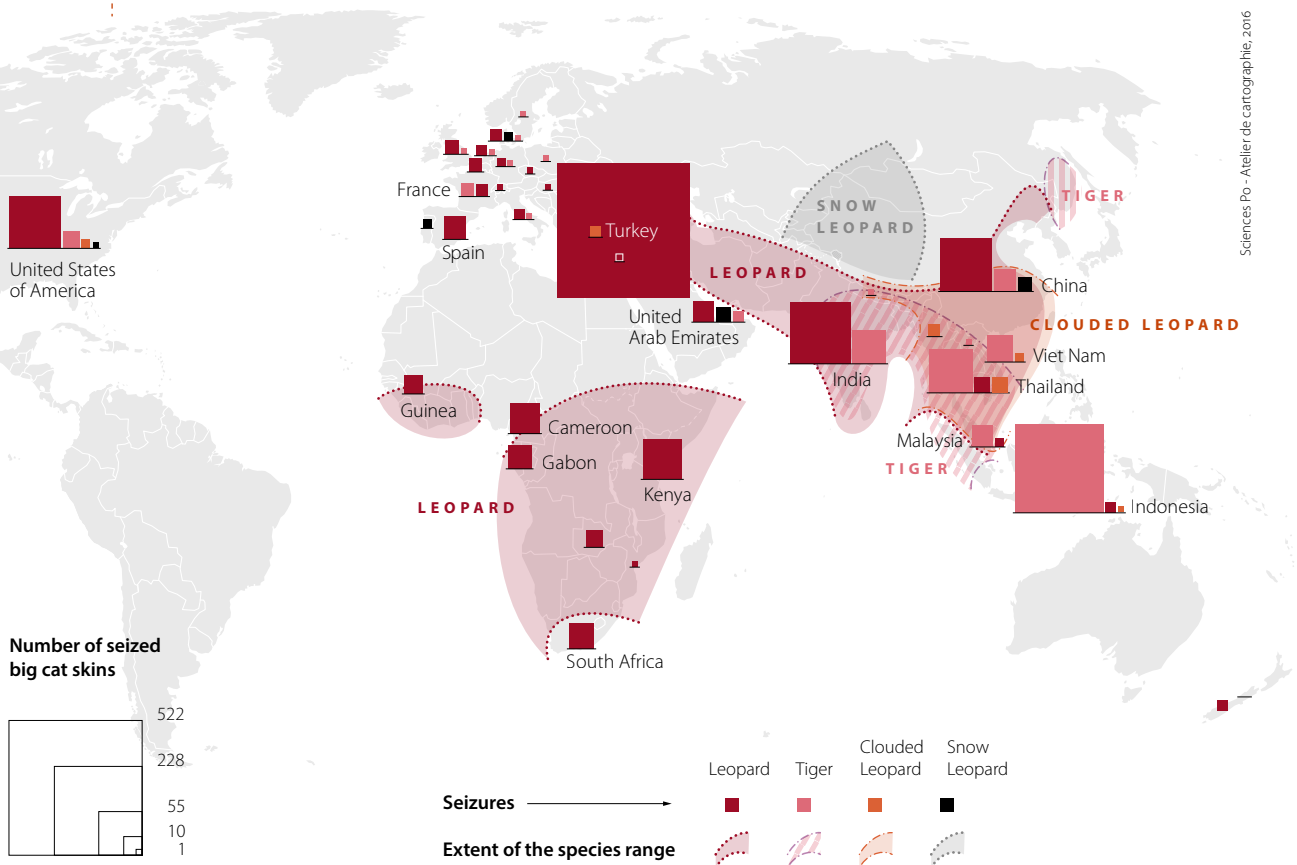 Sciences Po - Atelier de cartographie, 2016
France
Spain
Turkey
SNOW
LEOPARD
TIGER
United States
of America
LEOPARD
China
United
Arab Emirates
CLOUDED LEOPARD
Viet Nam
India
Thailand
Guinea
Cameroon
Malaysia
Gabon
TIGER
Kenya
LEOPARD
Indonesia
South Africa
Number of seized
big cat skins
522
228
55
10
1
Leopard
Tiger
Clouded
Leopard
Snow
Leopard
Seizures
Extent of the species range